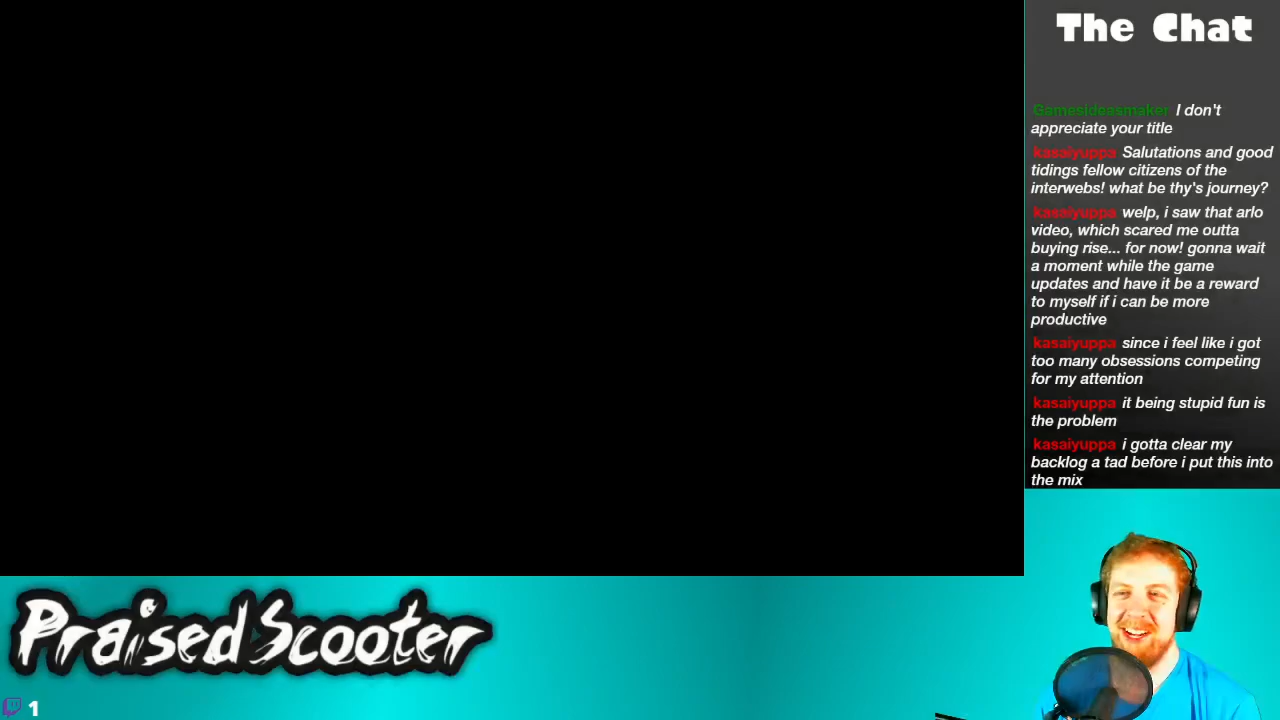 The Chat
Gamesideasmaker I don't
appreciate your title
kasaiyuppa Salutations and good
tidings fellow citizens of the
interwebs! what be thy's journey?
kasaiyuppa welp, i saw that arlo
video, which scared me outta
buying rise... for now! gonna wait
a moment while the game
updates and have it be a reward
to myself if i can be more
productive
kasaiyuppa since i feel like i got
too many obsessions competing
for my attention
kasaiyuppa it being stupid fun is
the problem
kasaiyuppa i gotta clear my
backlog a tad before i put this into
the mix
PraisedScooter
1